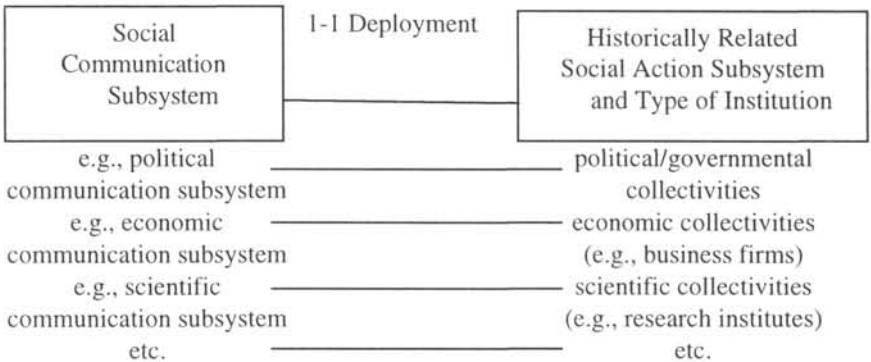 Social
Communication
Subsystem
1-1 Deployment
Historically Related
Social Action Subsystem
and Type of Institution
e.g., political
communication subsystem
political/governmental
collectivities
e.g., economic
communication subsystem
economic collectivities
(e.g., business firms)
e.g., scientific
communication subsystem
scientific collectivities
(e.g., research institutes)
etc.
etc.